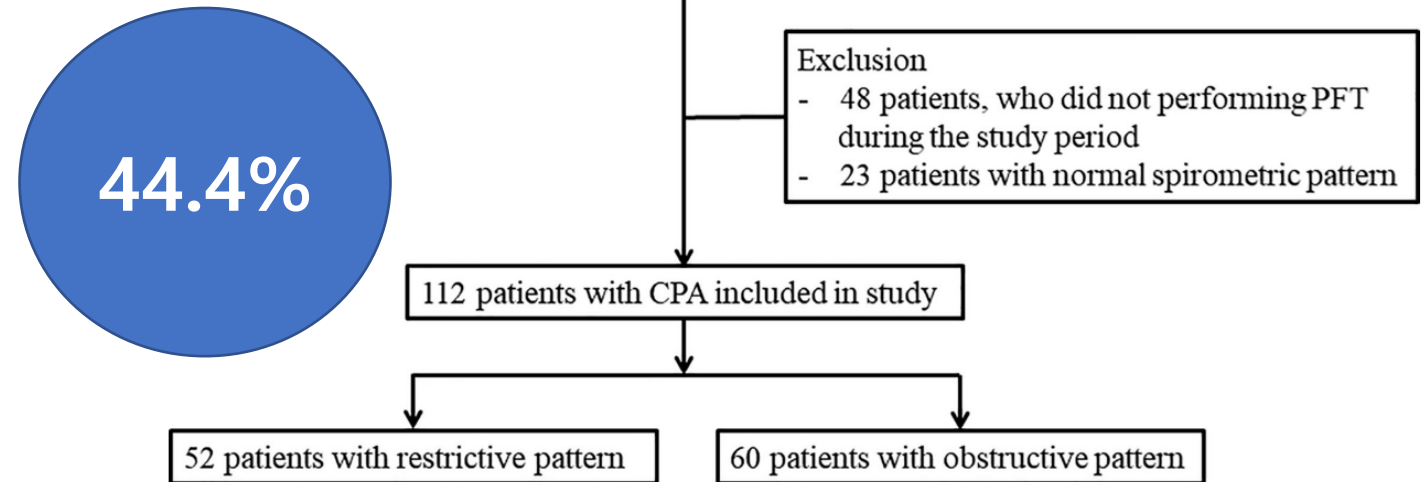 44.4%
Exclusion
- 48 patients, who did not performing PFT
during the study period
- 23 patients with normal spirometric pattern
112 patients with CPA included in study
52 patients with restrictive pattern
60 patients with obstructive pattern